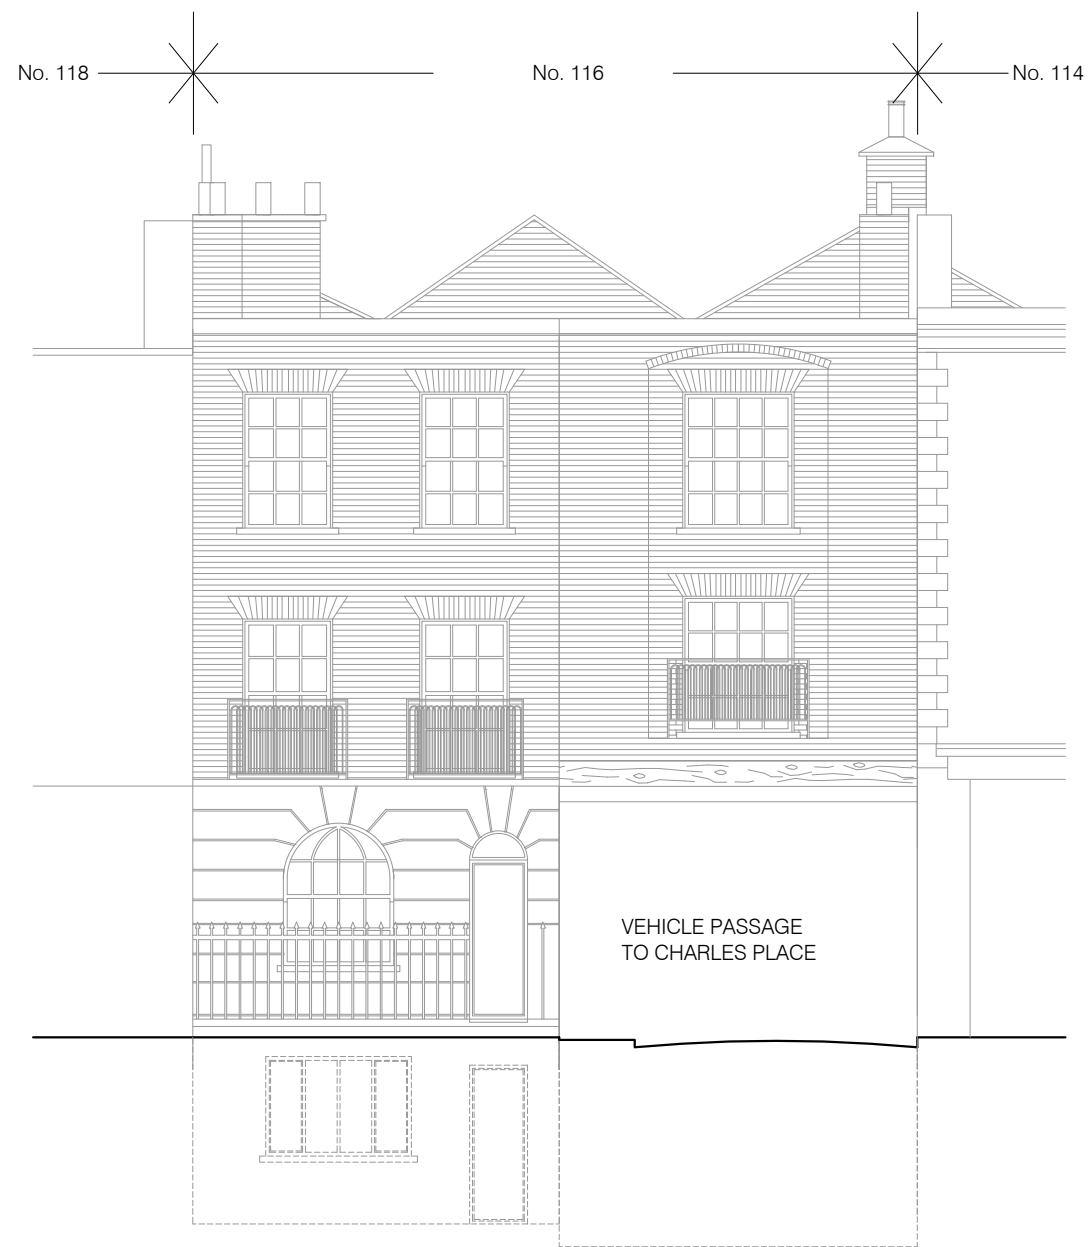 No. 118
No. 116
No. 114
VEHICLE PASSAGE
TO CHARLES PLACE